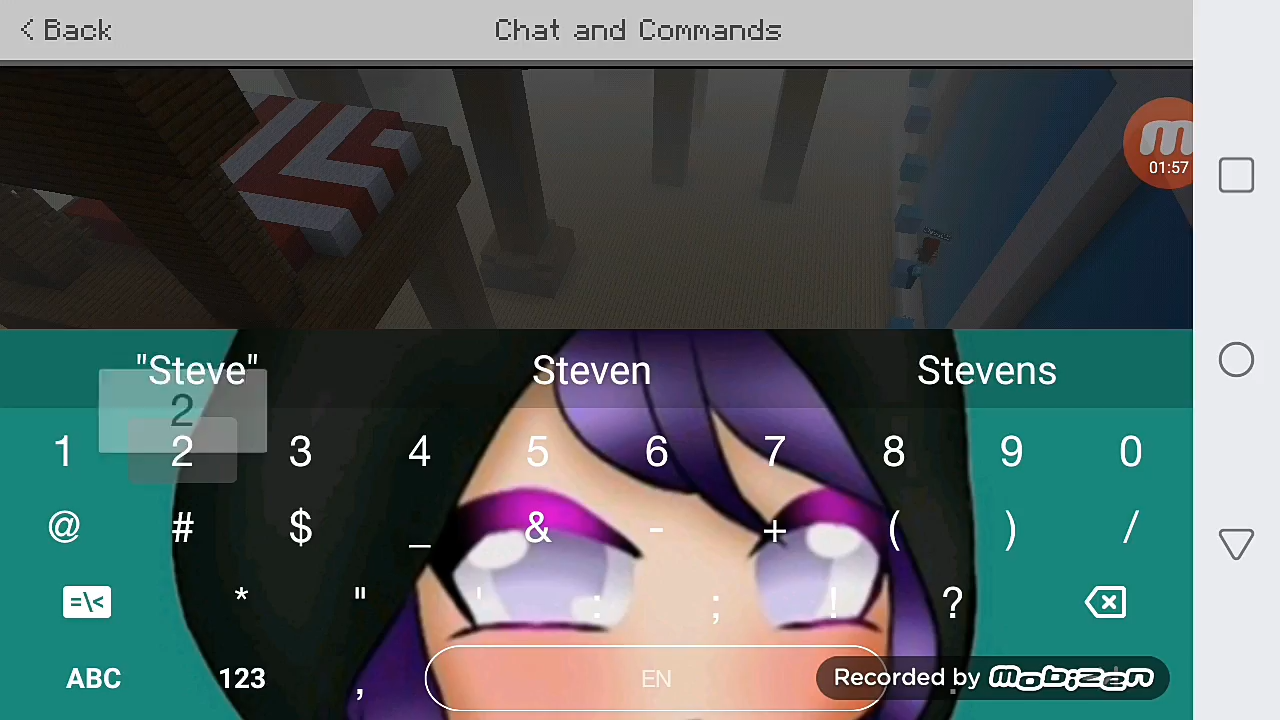 < Back
Chat and Commands
01:57
"Steve" Steven Stevens
2
1 2 3 4 5 6 7 8 9 0
@ # $ _ & - + ( ) /
=\< * " ' : ; ! ?
ABC 123 , EN
Recorded by mobizen